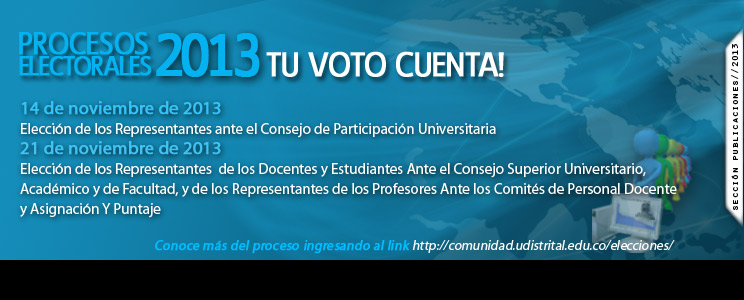 PROCESOS
ELECTORALES 2013 TU VOTO CUENTA!
14 de noviembre de 2013
Elección de los Representantes ante el Consejo de Participación Universitaria
21 de noviembre de 2013
Elección de los Representantes de los Docentes y Estudiantes Ante el Consejo Superior Universitario,
Académico y de Facultad, y de los Representantes de los Profesores Ante los Comités de Personal Docente
y Asignación Y Puntaje
Conoce más del proceso ingresando al link http://comunidad.udistrital.edu.co/elecciones/
SECCIÓN PUBLICACIONES//2013